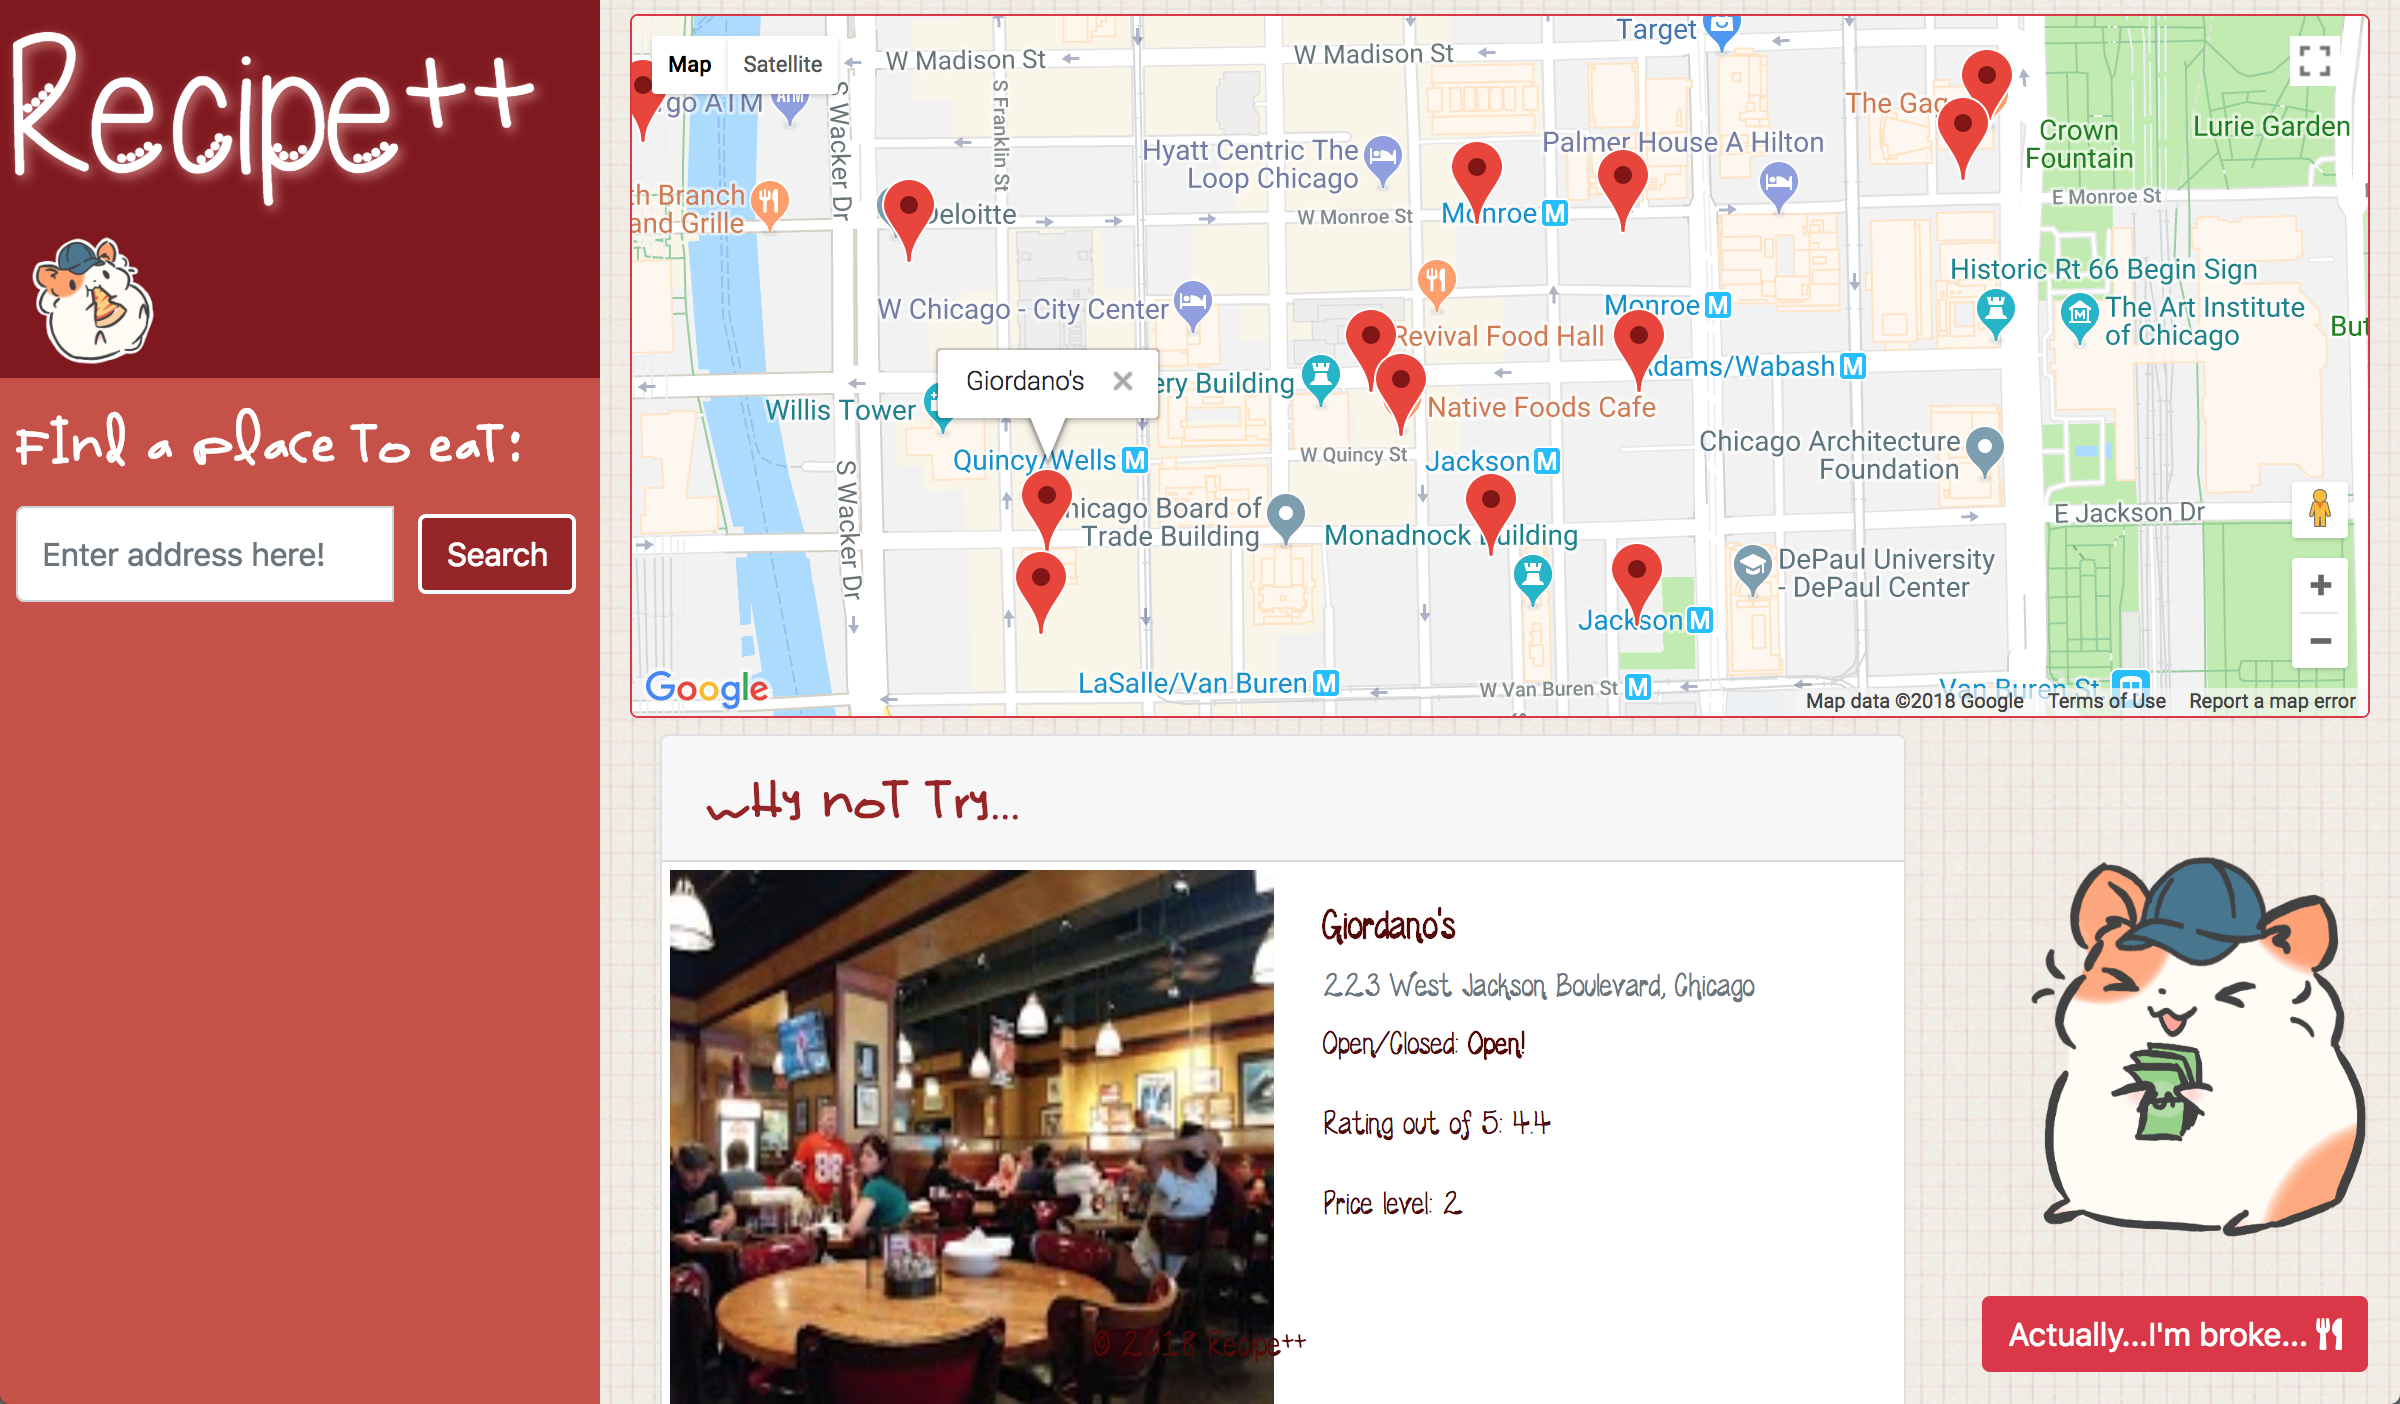 Recipe++
Find a place to eat:
Enter address here!
Search
Map
Satellite
go ATM
W Madison St
W Madison St
Target
The Gag
Crown
Fountain
Lurie Garden
S Wacker Dr
S Franklin St
Hyatt Centric The
Loop Chicago
Palmer House A Hilton
th Branch
and Grille
Deloitte
W Monroe St
Monroe
E Monroe St
W Chicago - City Center
Monroe
Historic Rt 66 Begin Sign
The Art Institute
of Chicago
But
Revival Food Hall
Giordano's
ery Building
Adams/Wabash
Willis Tower
Native Foods Cafe
Quincy/Wells
W Quincy St
Jackson
Chicago Architecture
Foundation
S Wacker Dr
hicago Board of
Trade Building
Monadnock Building
E Jackson Dr
DePaul University
- DePaul Center
Jackson
Google
LaSalle/Van Buren
W Van Buren St
Van Buren St
Map data ©2018 Google
Terms of Use
Report a map error
Why not try...
Giordano's
223 West Jackson Boulevard, Chicago
Open/Closed: Open!
Rating out of 5: 4.4
Price level: 2
88
© 2018 Recipe++
Actually...I'm broke...